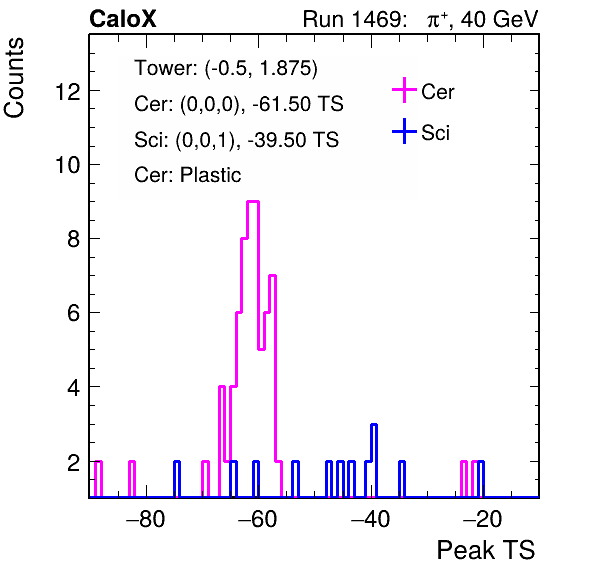 CaloX Run 1469: π⁺, 40 GeV
Counts
Tower: (-0.5, 1.875)
Cer: (0,0,0), -61.50 TS
Sci: (0,0,1), -39.50 TS
Cer: Plastic
Cer
Sci
12
10
8
6
4
2
−80 −60 −40 −20
Peak TS